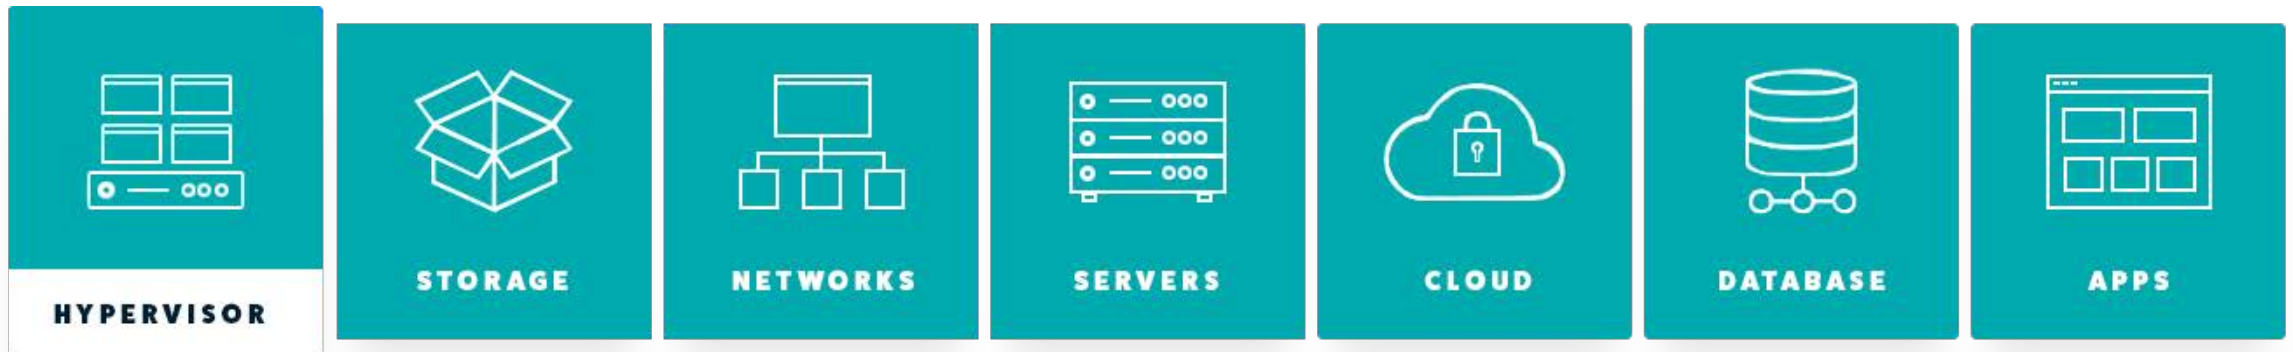 HYPERVISOR
STORAGE
NETWORKS
SERVERS
CLOUD
DATABASE
APPS